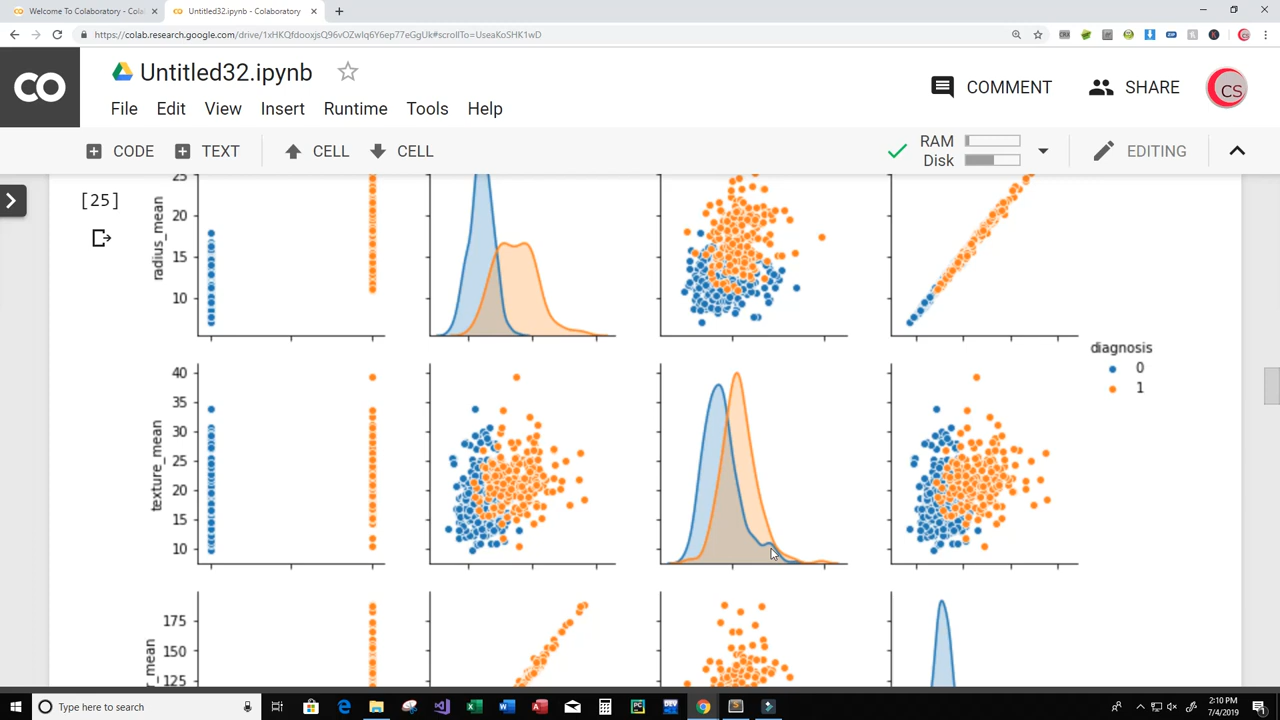 Welcome To Colaboratory - Cola
Untitled32.ipynb - Colaboratory
https://colab.research.google.com/drive/1xHKQfdooxjsQ96vOZwIq6Y6ep77eGgUk#scrollTo=UseaKoSHK1wD
CO
Untitled32.ipynb
COMMENT
SHARE
CS
File Edit View Insert Runtime Tools Help
CODE
TEXT
CELL
CELL
RAM
Disk
EDITING
[25]
radius_mean
25
20
15
10
texture_mean
40
35
30
25
20
15
10
diagnosis
0
1
r_mean
175
150
125
Type here to search
2:10 PM
7/4/2019